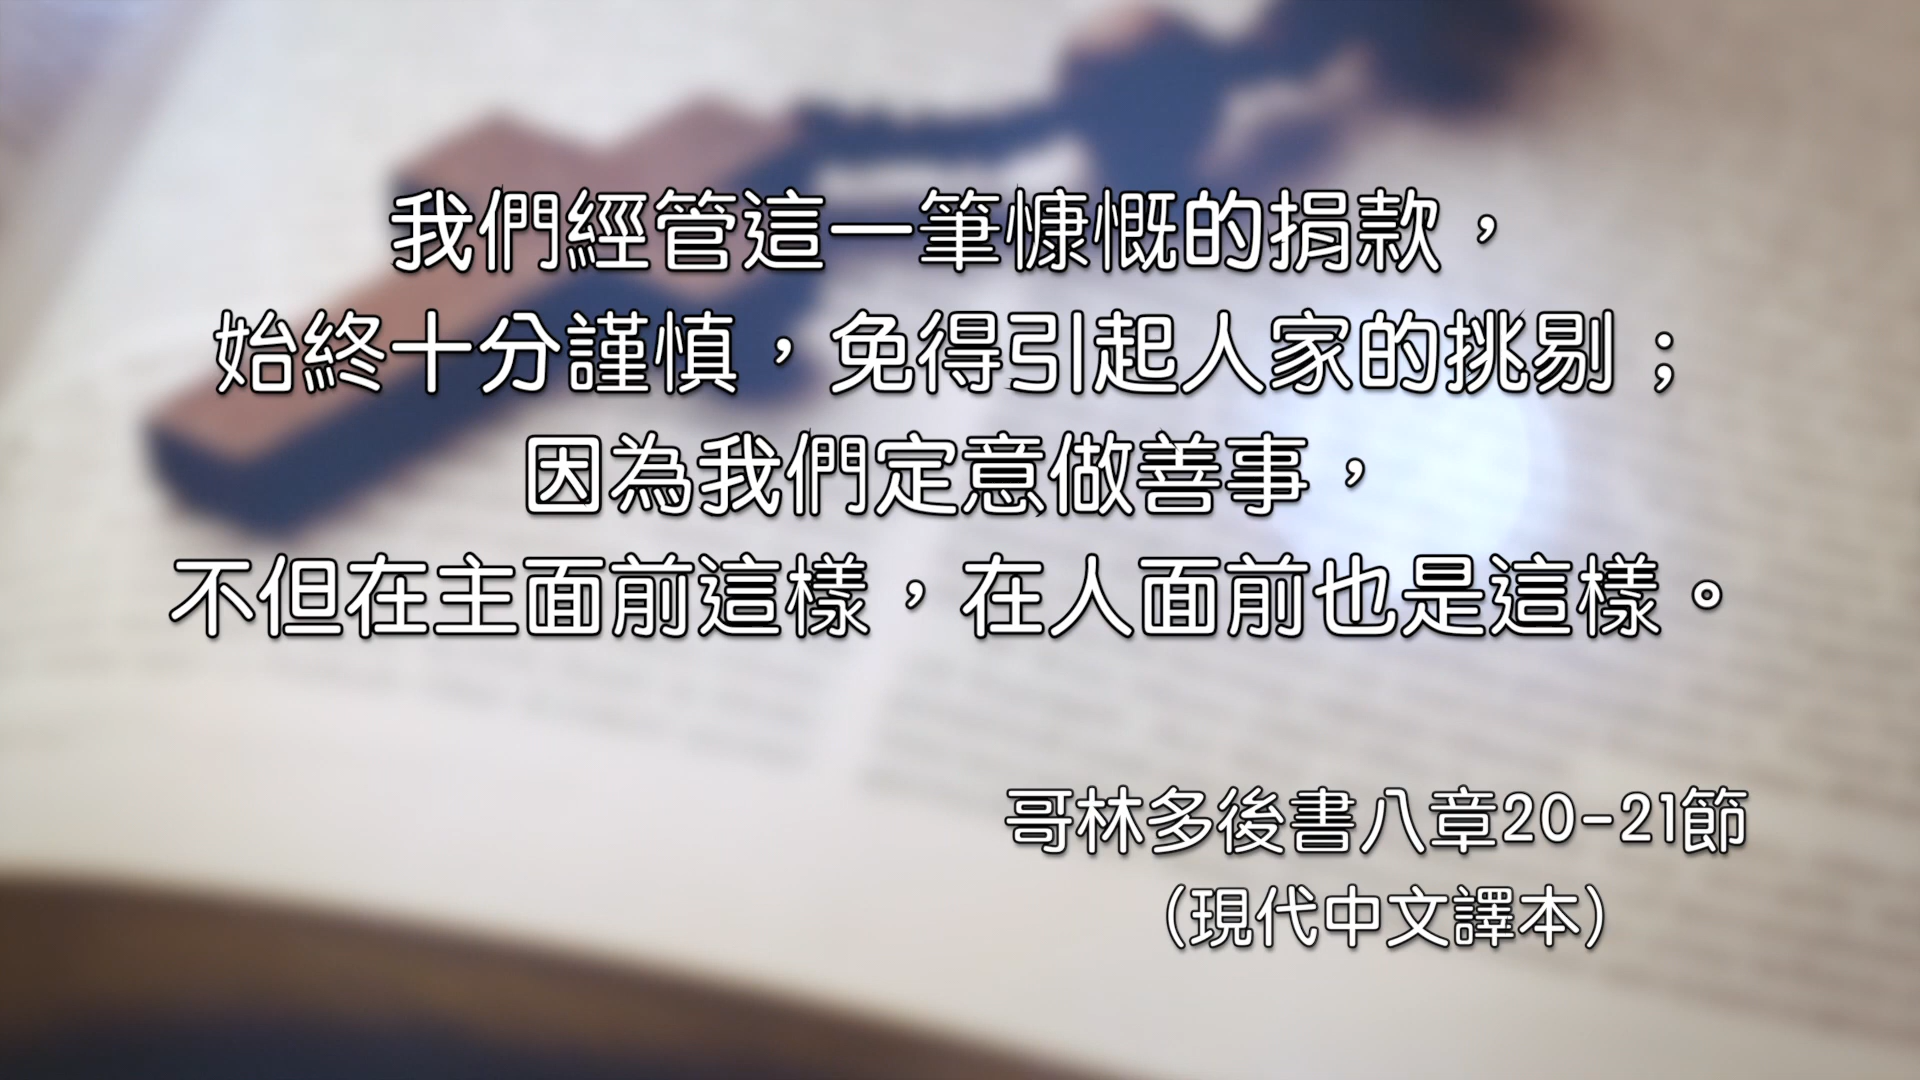 我們經管這一筆慷慨的捐款，
始終十分謹慎，免得引起人家的挑剔；
因為我們定意做善事，
不但在主面前這樣，在人面前也是這樣。
哥林多後書八章20-21節
(現代中文譯本)